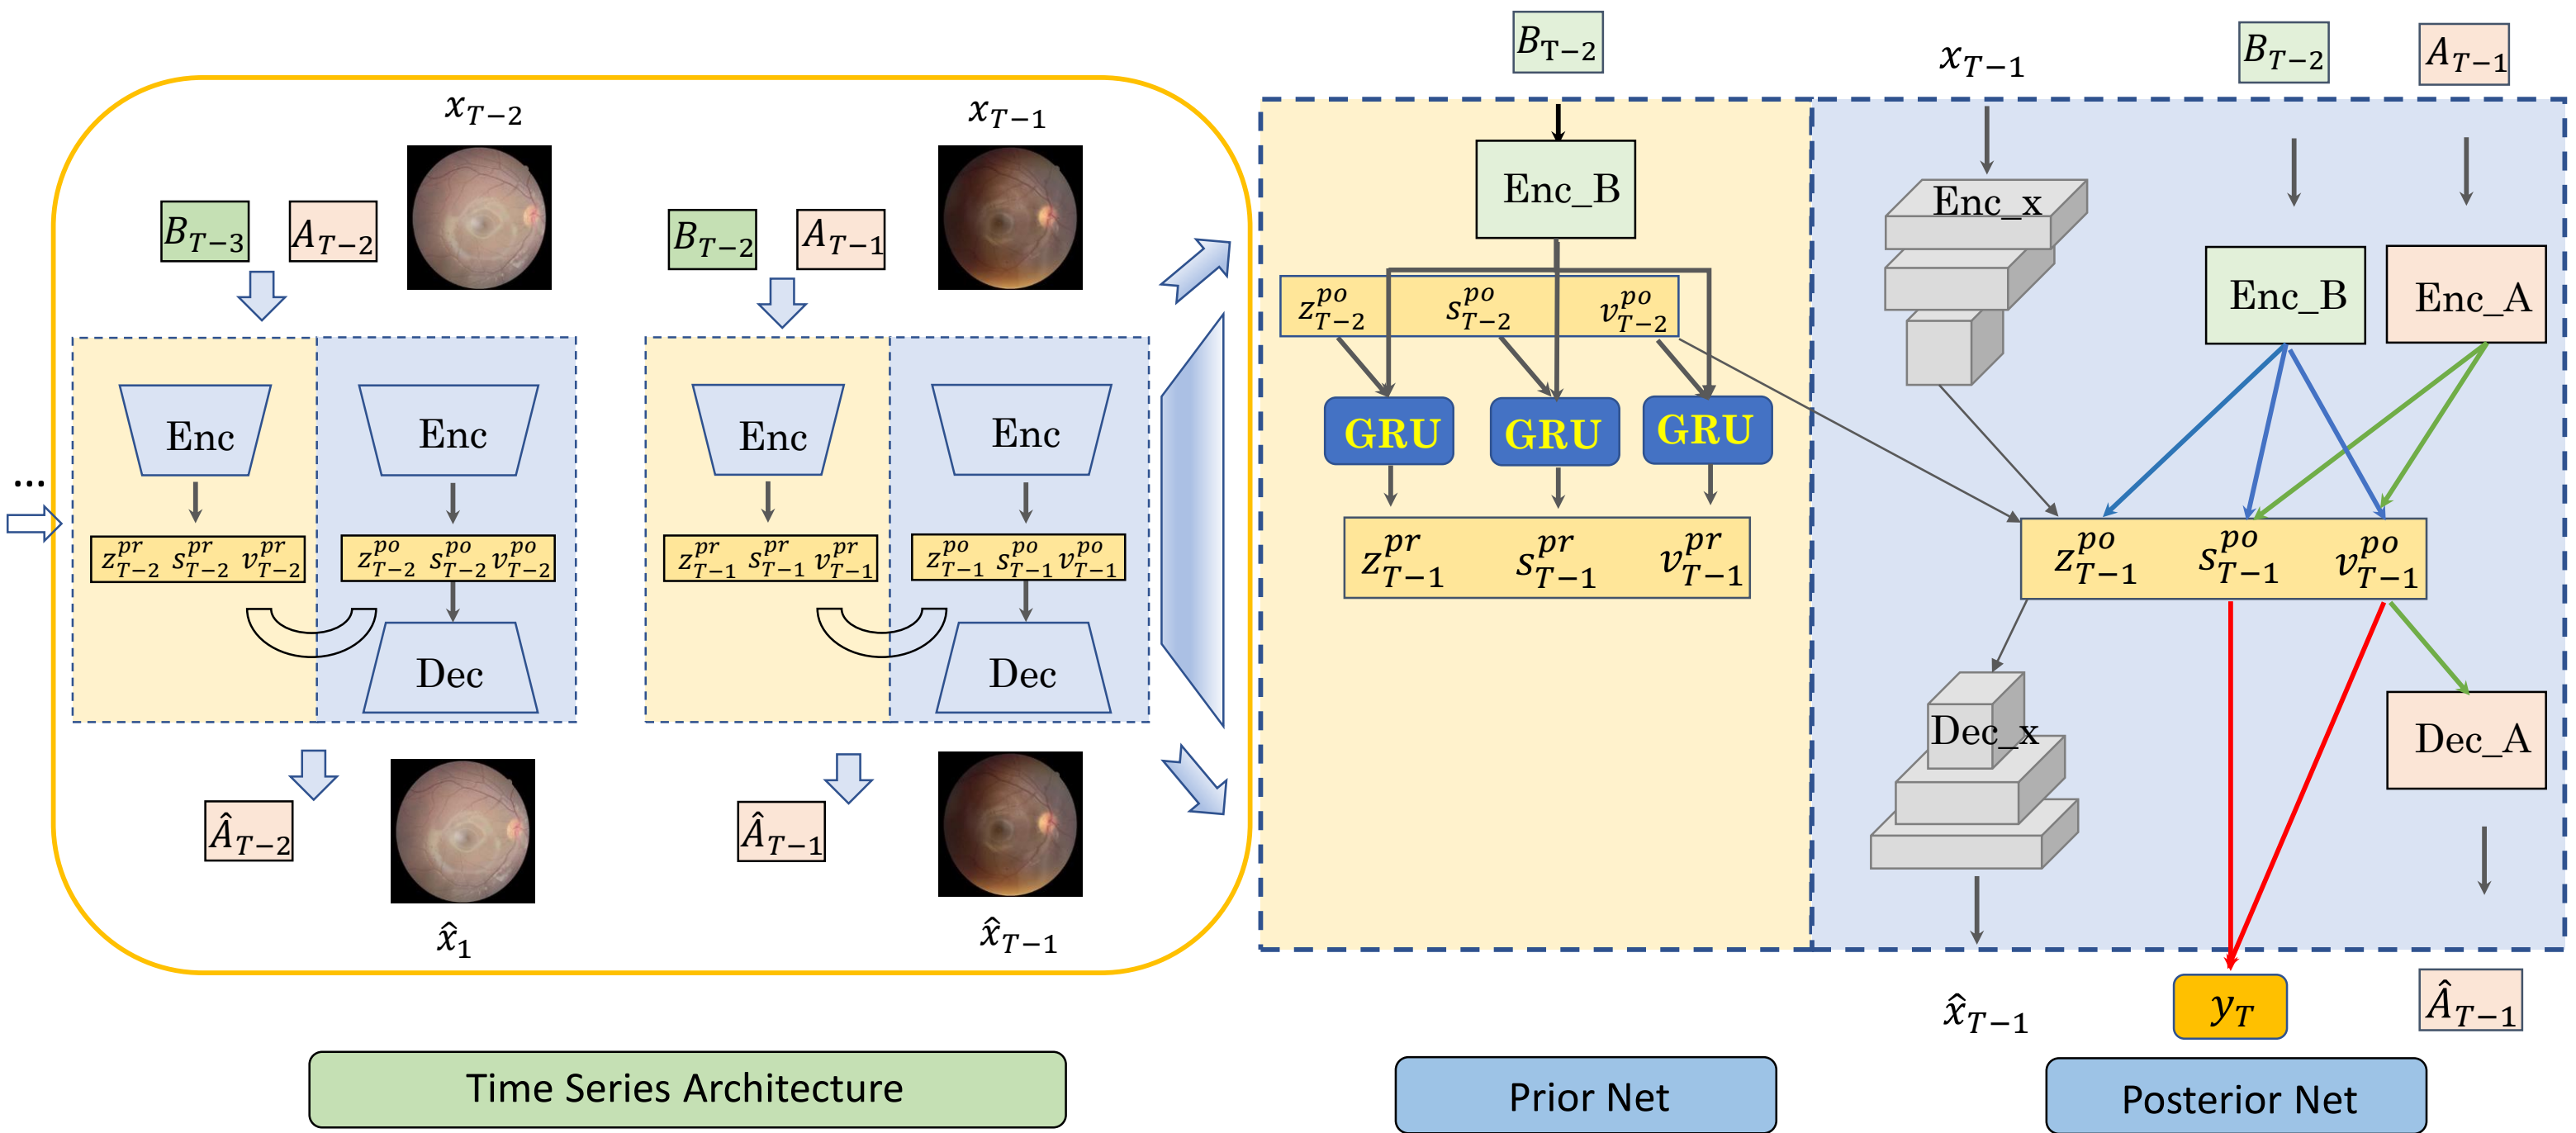 x_{T−2}
x_{T−1}
B_{T−3} A_{T−2}
B_{T−2} A_{T−1}
Enc Enc
Enc Enc
...
z^{pr}_{T−2} s^{pr}_{T−2} v^{pr}_{T−2}
z^{po}_{T−2} s^{po}_{T−2} v^{po}_{T−2}
z^{pr}_{T−1} s^{pr}_{T−1} v^{pr}_{T−1}
z^{po}_{T−1} s^{po}_{T−1} v^{po}_{T−1}
Dec
Dec
Â_{T−2}
Â_{T−1}
x̂_1
x̂_{T−1}
Time Series Architecture
B_{T−2}
Enc_B
z^{po}_{T−2} s^{po}_{T−2} v^{po}_{T−2}
GRU GRU GRU
z^{pr}_{T−1} s^{pr}_{T−1} v^{pr}_{T−1}
Prior Net
x_{T−1} B_{T−2} A_{T−1}
Enc_x
Enc_B Enc_A
z^{po}_{T−1} s^{po}_{T−1} v^{po}_{T−1}
Dec_x Dec_A
x̂_{T−1} y_T Â_{T−1}
Posterior Net